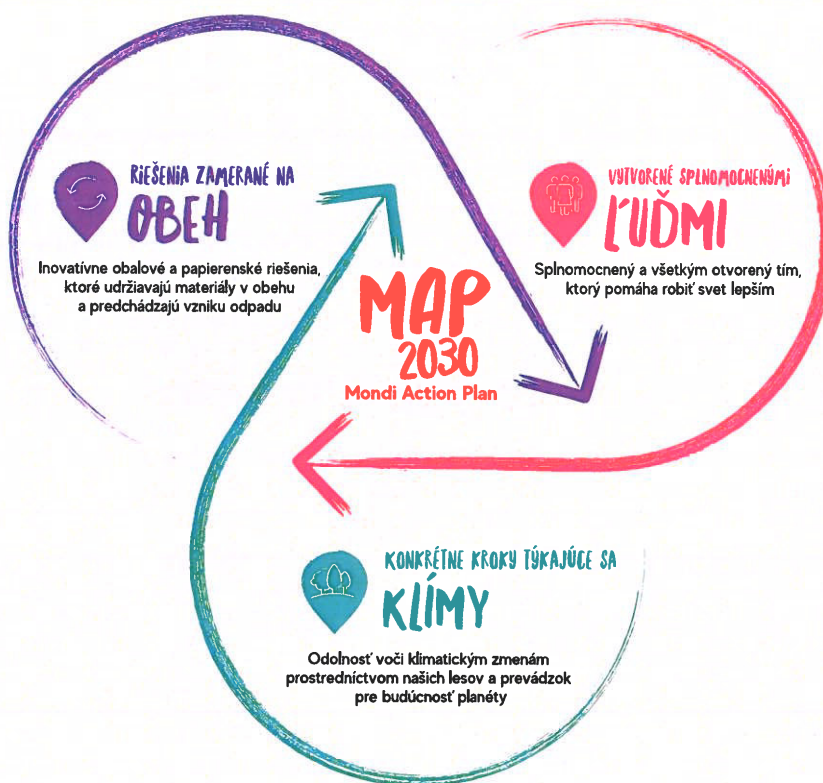 RIEŠENIA ZAMERANÉ NA
OBEH
Inovatívne obalové a papierenské riešenia,
ktoré udržiavajú materiály v obehu
a predchádzajú vzniku odpadu
VYTVORENÉ SPLNOMOCNENÝMI
ĽUĎMI
Splnomocnený a všetkým otvorený tím,
ktorý pomáha robiť svet lepším
MAP
2030
Mondi Action Plan
KONKRÉTNE KROKY TÝKAJÚCE SA
KLÍMY
Odolnosť voči klimatickým zmenám
prostredníctvom našich lesov a prevádzok
pre budúcnosť planéty